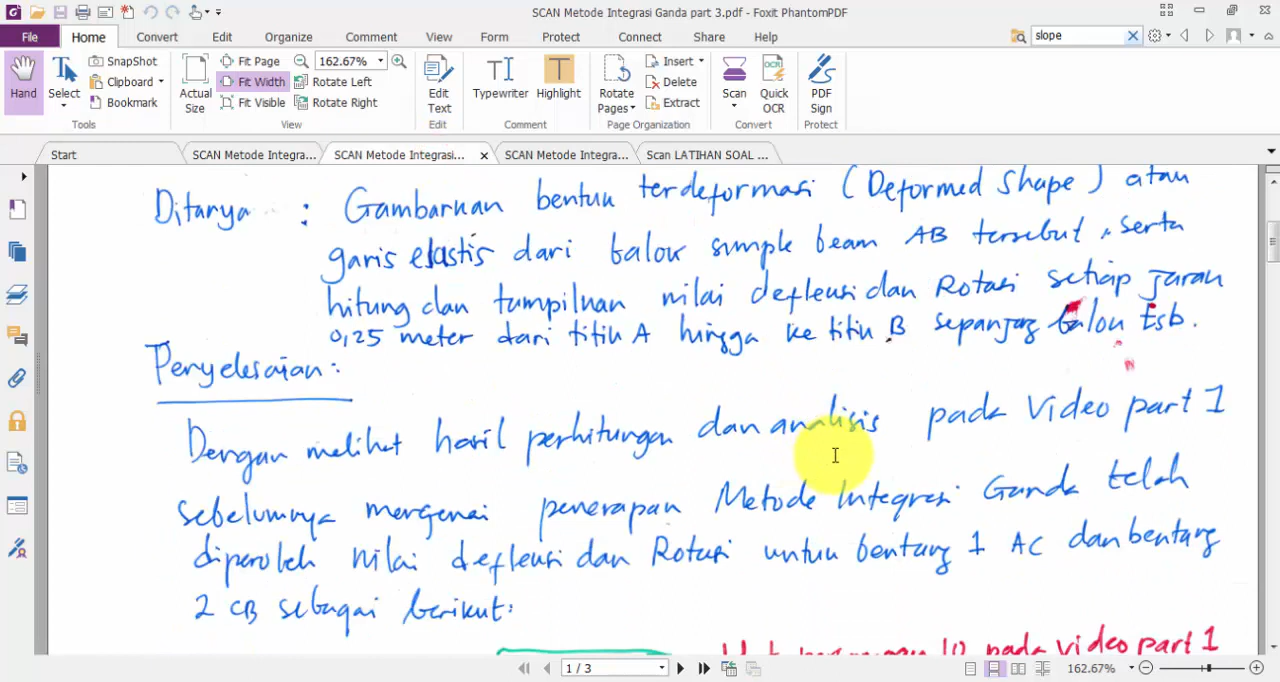 SCAN Metode Integrasi Ganda part 3.pdf - Foxit PhantomPDF
File Home Convert Edit Organize Comment View Form Protect Connect Share Help slope
Hand Select SnapShot Clipboard Bookmark
Actual Size Fit Page Fit Width Fit Visible 162.67% Rotate Left Rotate Right
Edit Text Typewriter Highlight Rotate Pages Insert Delete Extract Scan Quick OCR PDF Sign
Tools View Edit Comment Page Organization Convert Protect
Start SCAN Metode Integra... SCAN Metode Integrasi... SCAN Metode Integra... Scan LATIHAN SOAL ...
Ditanya : Gambarkan bentuk terdeformasi (Deformed Shape) atau
garis elastis dari balok simple beam AB tersebut, serta
hitung dan tampilkan nilai defleksi dan Rotasi setiap jarak
0,25 meter dari titik A hingga ke titik B sepanjang balok tsb.
Penyelesaian:
Dengan melihat hasil perhitungan dan analisis pada Video part 1
sebelumnya mengenai penerapan Metode Integrasi Ganda telah
diperoleh nilai defleksi dan Rotasi untuk bentang 1 AC dan bentang
2 CB sebagai berikut:
pada video part 1
1 / 3 162.67%